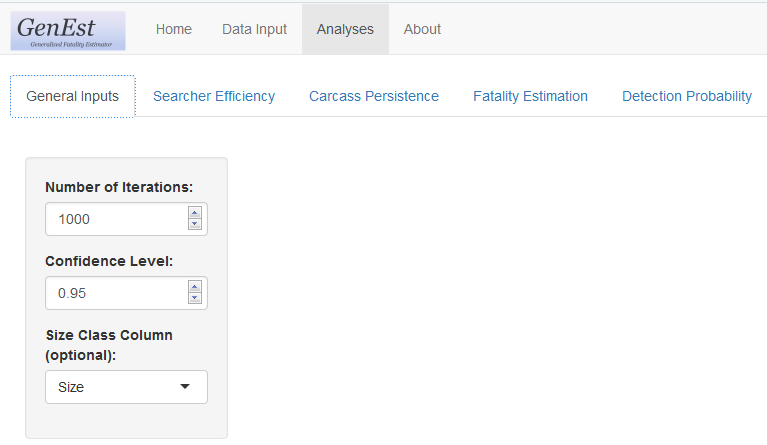 GenEst
Generalized Fatality Estimator
Home Data Input Analyses About
General Inputs Searcher Efficiency Carcass Persistence Fatality Estimation Detection Probability
Number of Iterations:
1000
Confidence Level:
0.95
Size Class Column
(optional):
Size